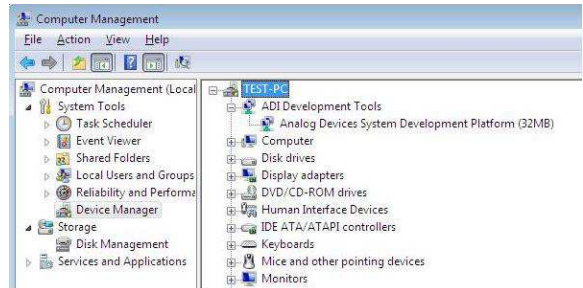 Computer Management
File Action View Help
Computer Management (Local
System Tools
Task Scheduler
Event Viewer
Shared Folders
Local Users and Groups
Reliability and Performa
Device Manager
Storage
Disk Management
Services and Applications
TEST-PC
ADI Development Tools
Analog Devices System Development Platform (32MB)
Computer
Disk drives
Display adapters
DVD/CD-ROM drives
Human Interface Devices
IDE ATA/ATAPI controllers
Keyboards
Mice and other pointing devices
Monitors